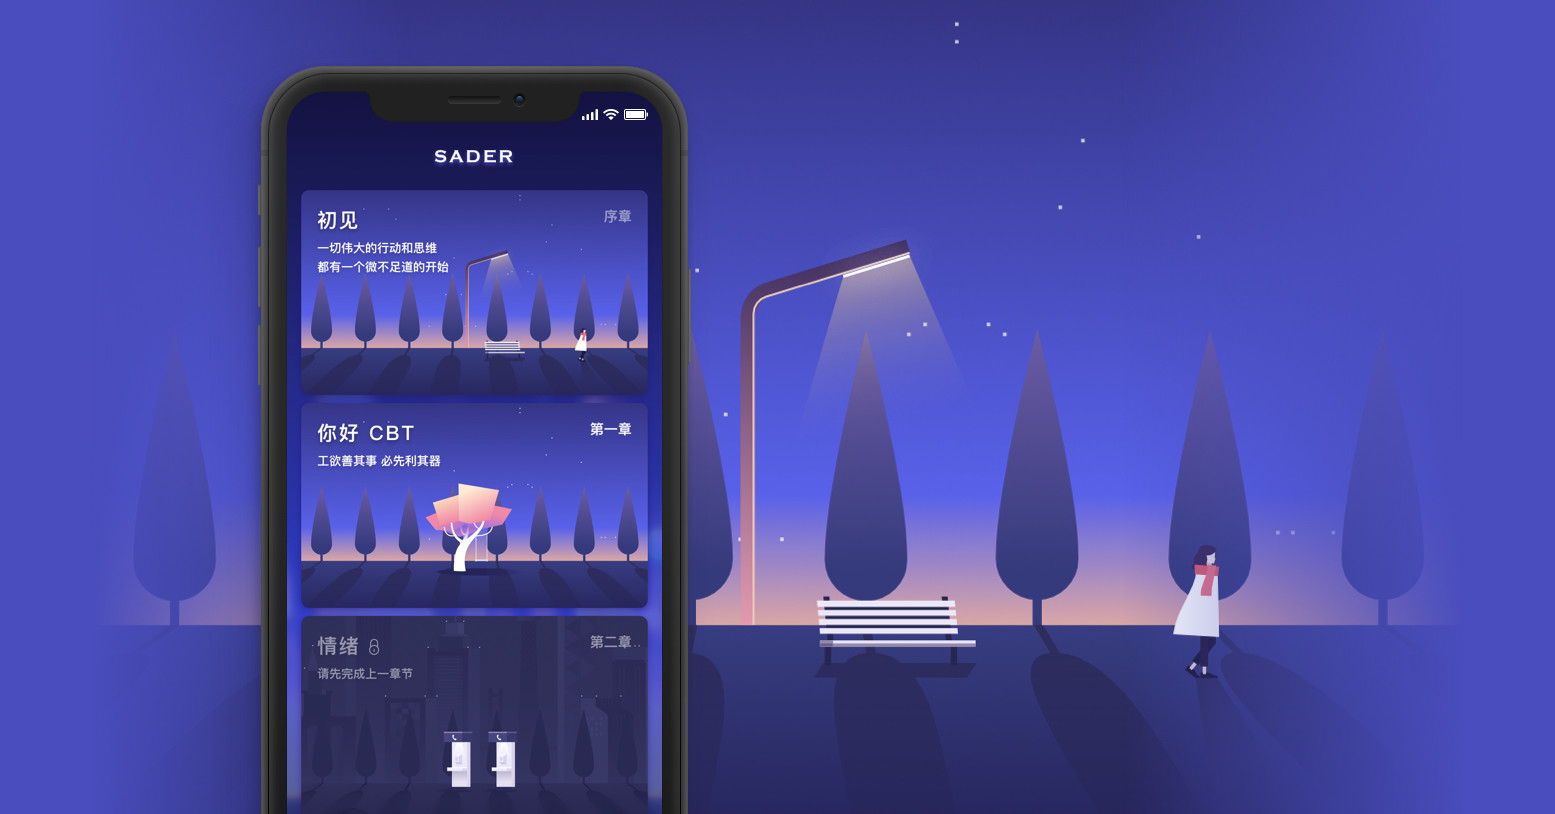 SADER
初见
序章
一切伟大的行动和思维
都有一个微不足道的开始
你好 CBT
第一章
工欲善其事 必先利其器
情绪
第二章
请先完成上一章节